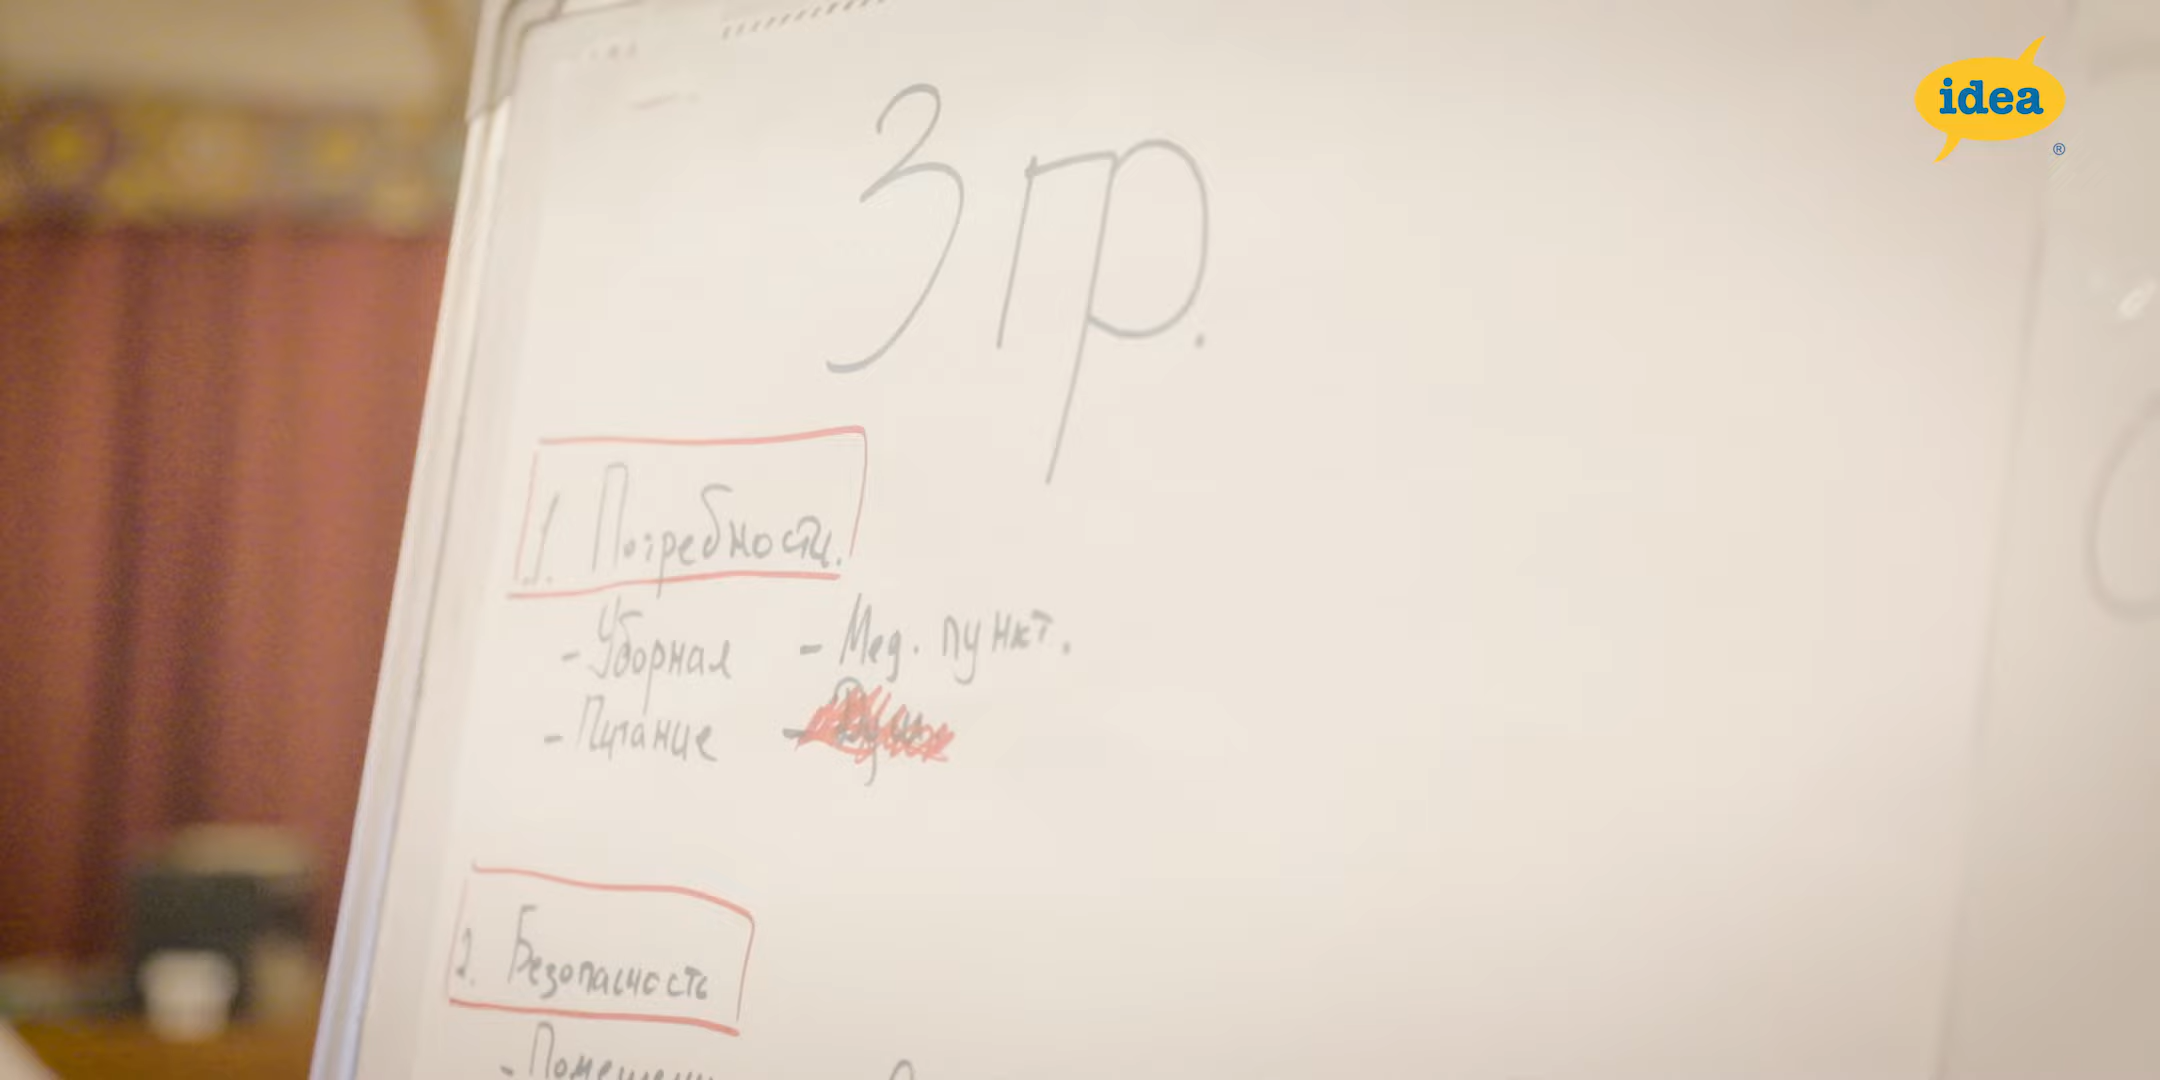 idea
®
3 гр.
1. Потребности.
- Уборная - Мед. пункт.
- Питание -
2. Безопасность
-